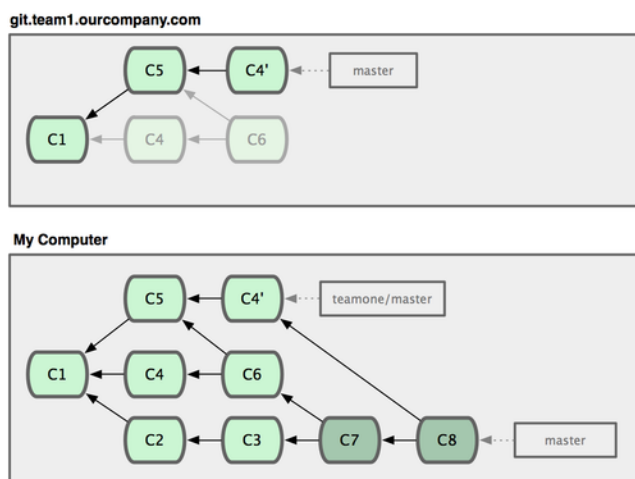 git.team1.ourcompany.com
C5 C4' master
C1 C4 C6
My Computer
C5 C4' teamone/master
C1 C4 C6
C2 C3 C7 C8 master